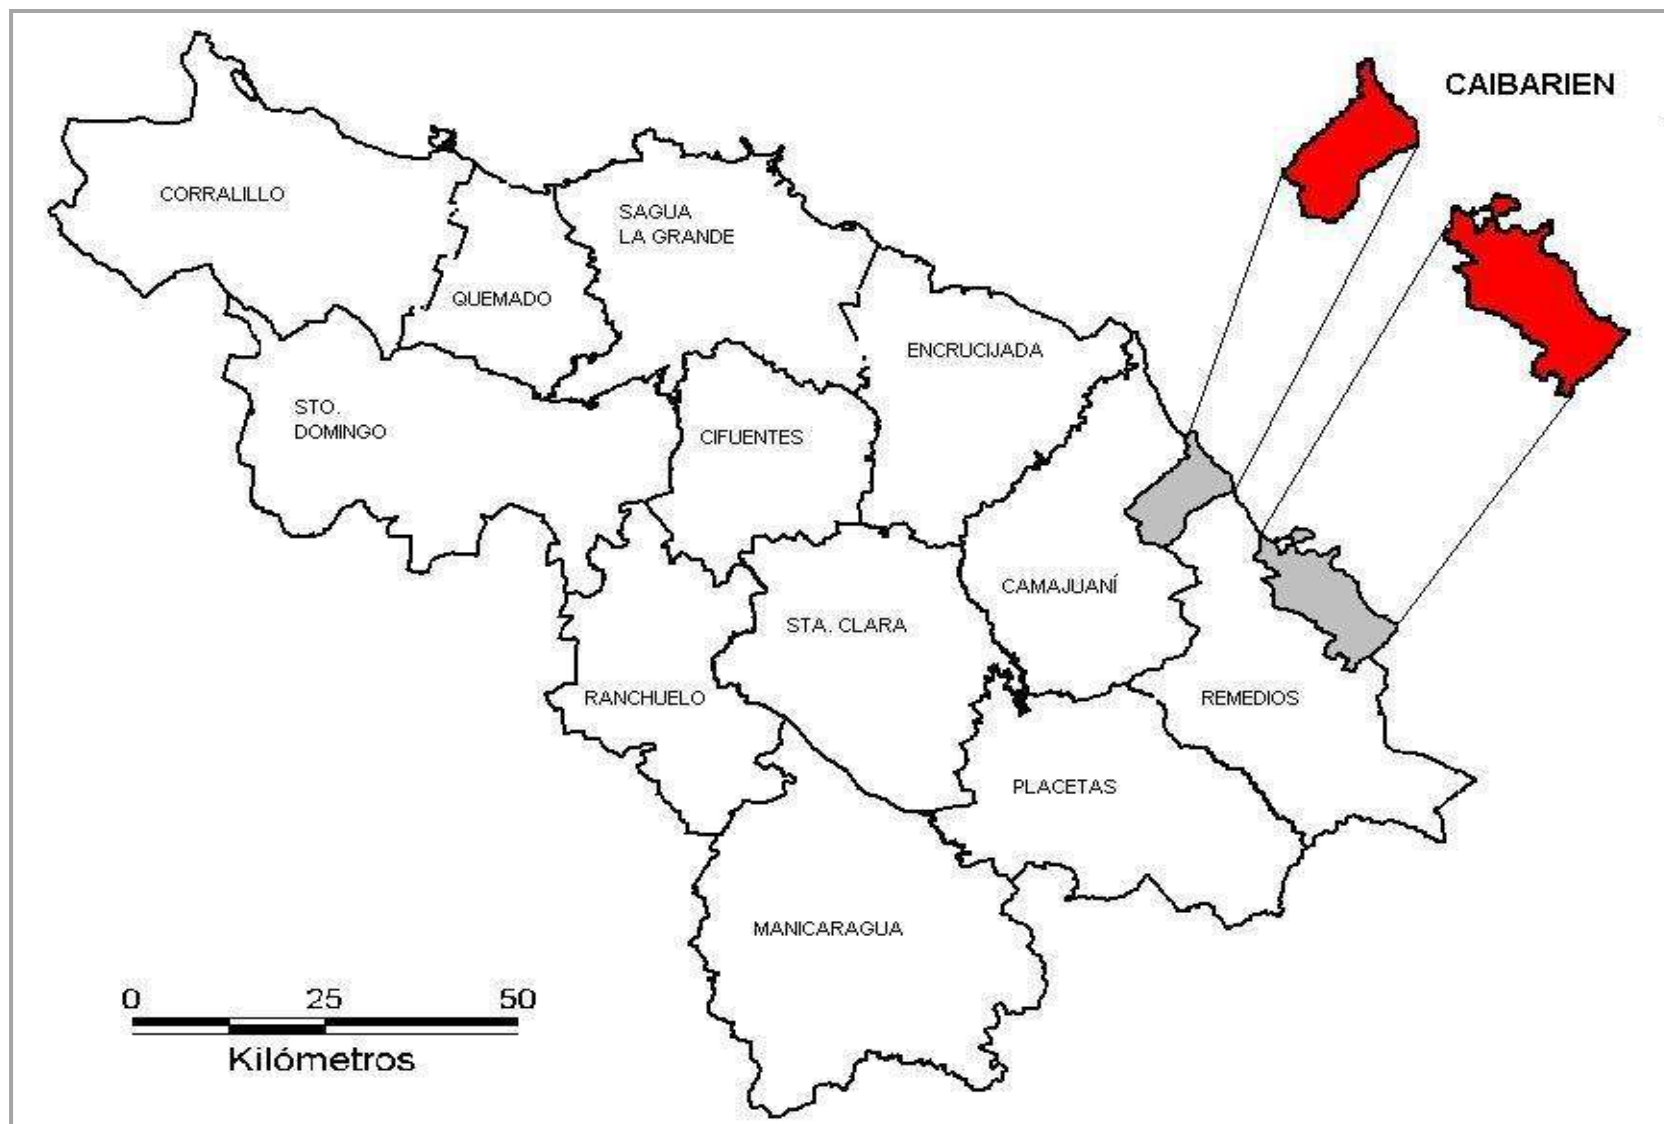 CAIBARIEN
CORRALILLO
SAGUA
LA GRANDE
QUEMADO
ENCRUCIJADA
STO.
DOMINGO
CIFUENTES
CAMAJUANÍ
STA. CLARA
RANCHUELO
REMEDIOS
PLACETAS
MANICARAGUA
0 25 50
Kilómetros